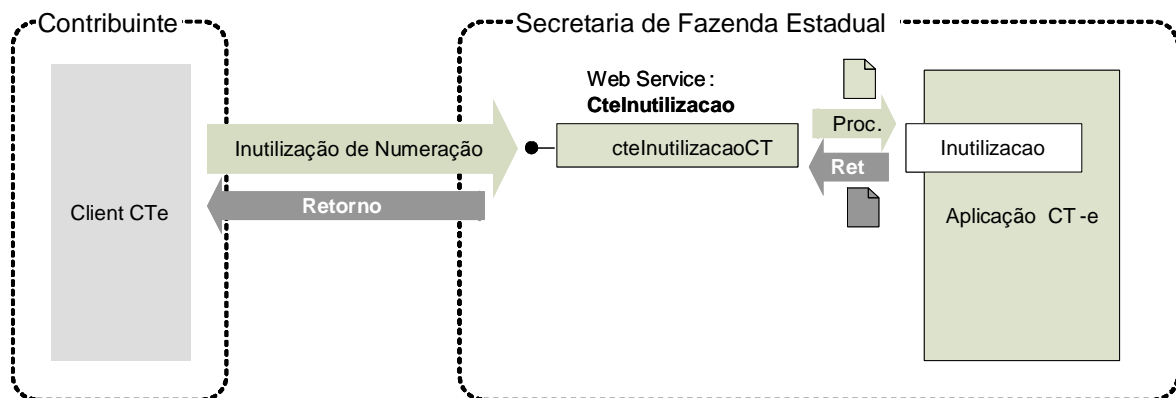 Contribuinte
Secretaria de Fazenda Estadual
Web Service:
CteInutilizacao
Proc.
Inutilização de Numeração
cteInutilizacaoCT
Inutilizacao
Ret
Retorno
Client CTe
Aplicação CT-e